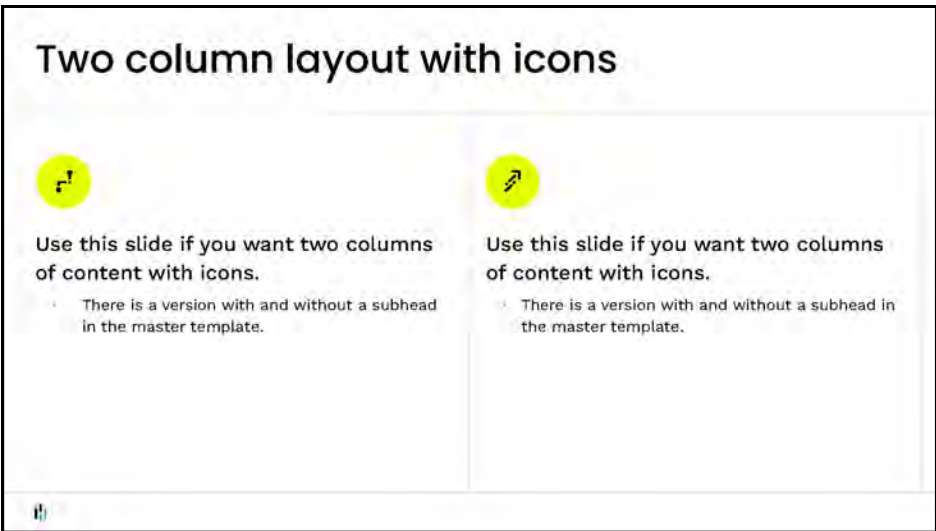 Two column layout with icons
Use this slide if you want two columns
of content with icons.
There is a version with and without a subhead
in the master template.
Use this slide if you want two columns
of content with icons.
There is a version with and without a subhead in
the master template.